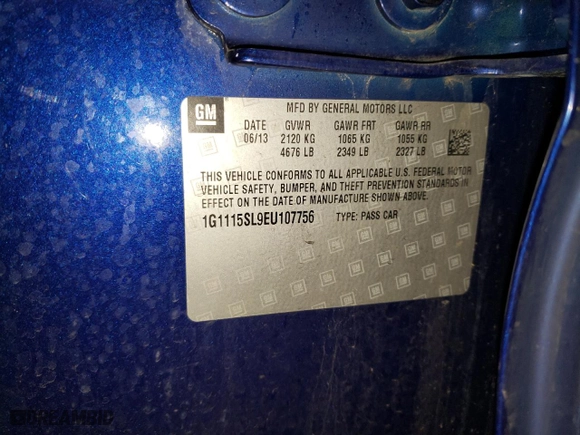 GM
MFD BY GENERAL MOTORS LLC
DATE GVWR GAWR FRT GAWR RR
06/13 2120 KG 1065 KG 1055 KG
4676 LB 2349 LB 2327 LB
THIS VEHICLE CONFORMS TO ALL APPLICABLE U.S. FEDERAL MOTOR
VEHICLE SAFETY, BUMPER, AND THEFT PREVENTION STANDARDS IN
EFFECT ON THE DATE OF MANUFACTURE SHOWN ABOVE.
1G1115SL9EU107756 TYPE: PASS CAR